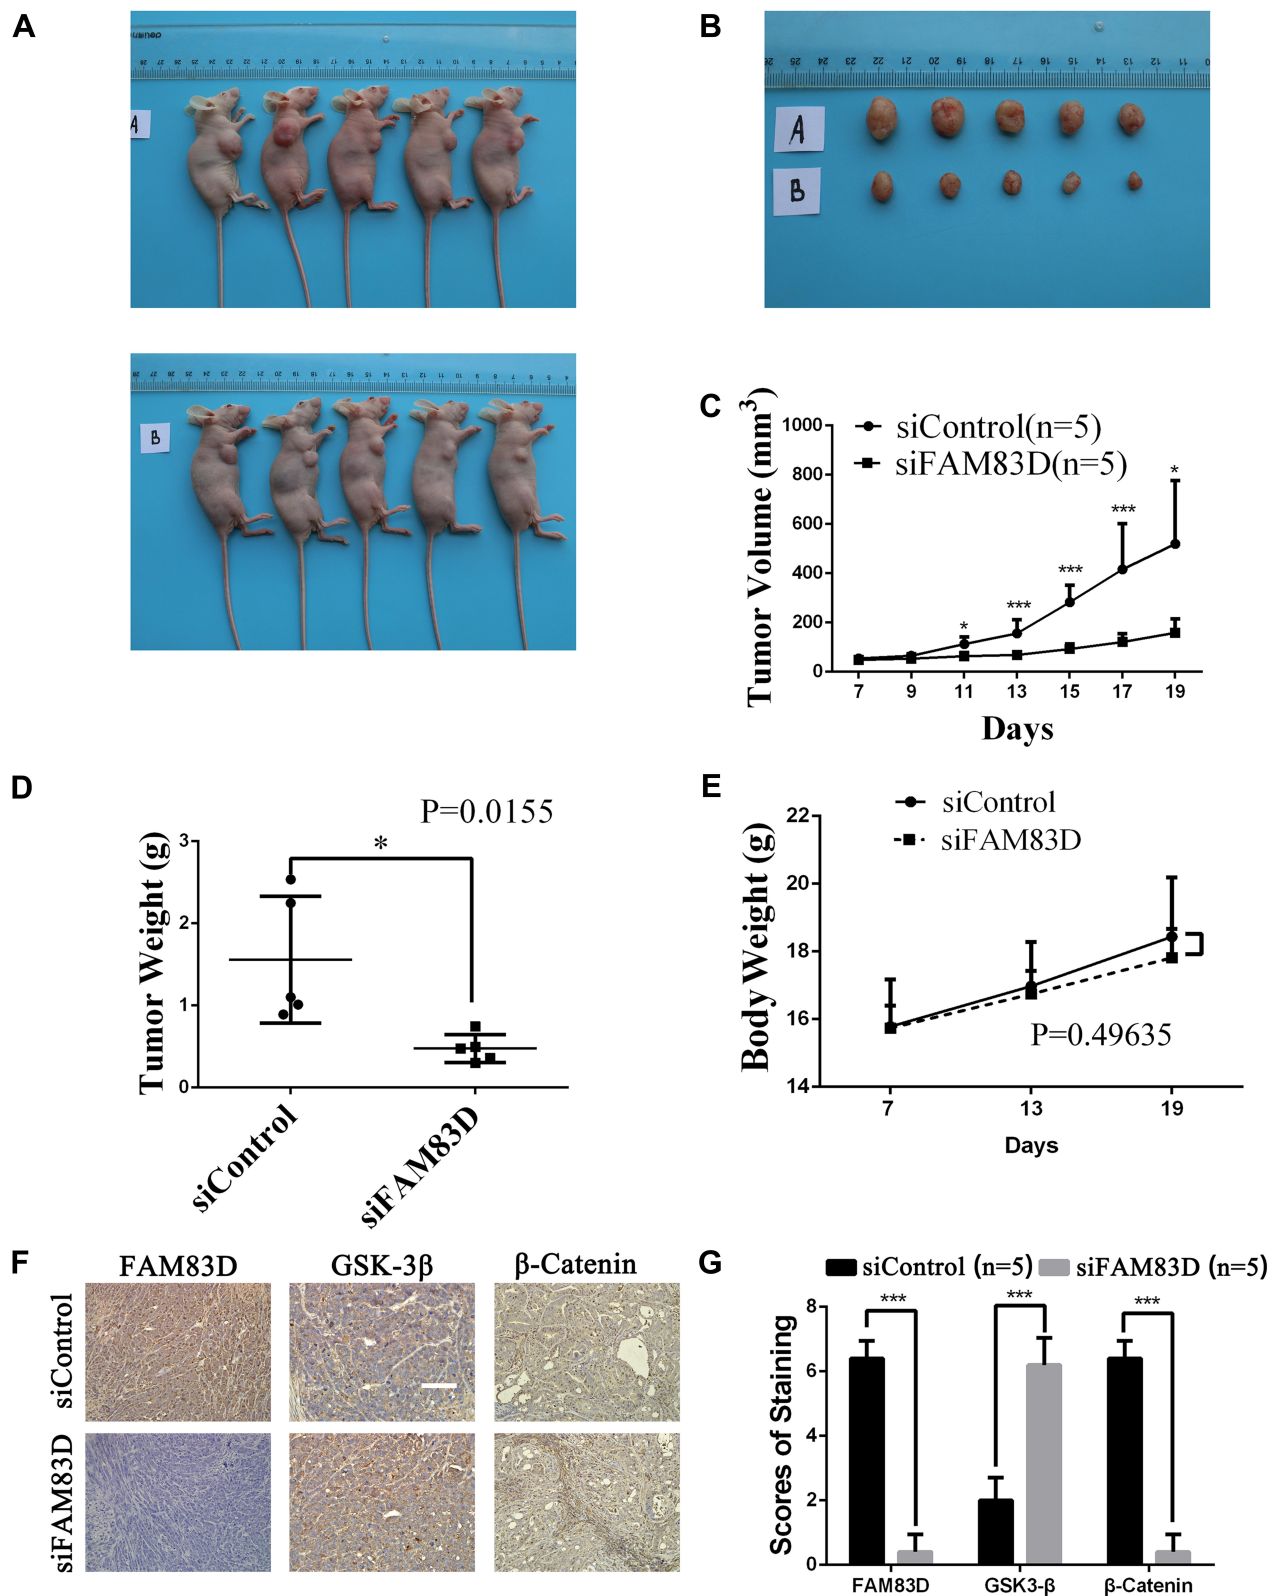 A
A
B
B
A
B
C
Tumor Volume (mm³)
1000
800
600
400
200
0
siControl(n=5)
siFAM83D(n=5)
*
***
***
***
*
7 9 11 13 15 17 19
Days
D
P=0.0155
*
Tumor Weight (g)
3
2
1
0
siControl
siFAM83D
E
siControl
siFAM83D
Body Weight (g)
22
20
18
16
14
P=0.49635
7 13 19
Days
F
FAM83D GSK-3β β-Catenin
siControl
siFAM83D
G
siControl (n=5) siFAM83D (n=5)
*** *** ***
Scores of Staining
8
6
4
2
0
FAM83D GSK3-β β-Catenin